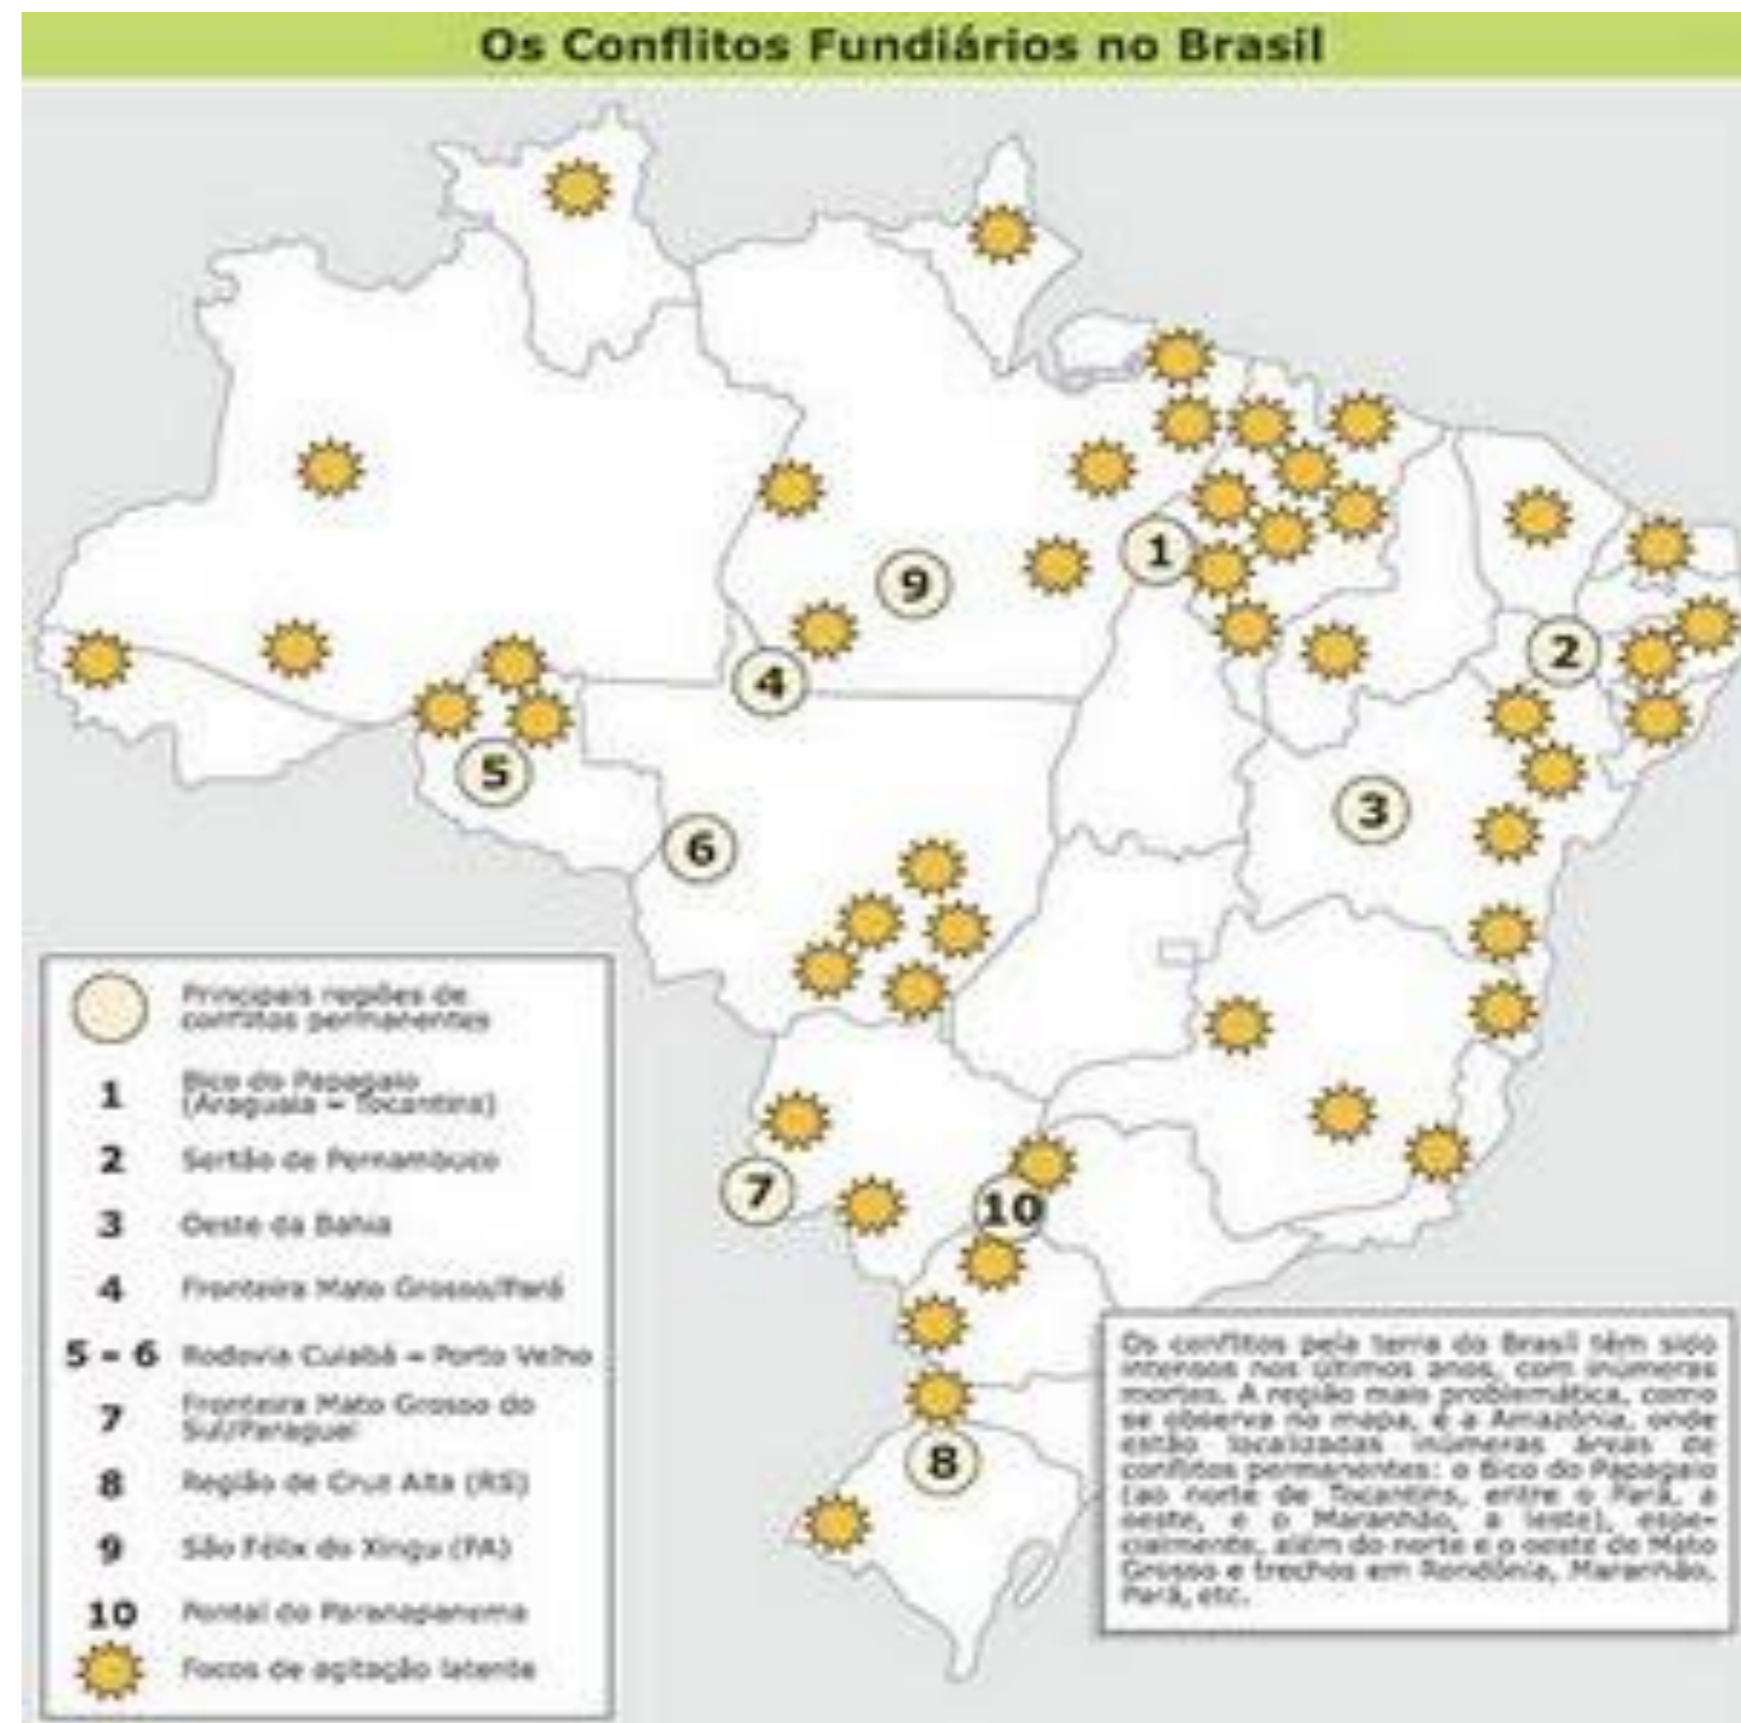 Os Conflitos Fundiários no Brasil
1
9
2
4
5
3
6
7
10
8
Principais regiões de
conflitos permanentes
1 Bico do Papagaio
(Araguaia – Tocantins)
2 Sertão de Pernambuco
3 Oeste da Bahia
4 Fronteira Mato Grosso/Pará
5 – 6 Rodovia Cuiabá – Porto Velho
7 Fronteira Mato Grosso do
Sul/Paraguai
8 Região de Cruz Alta (RS)
9 São Félix do Xingu (PA)
10 Pontal do Paranapanema
Focos de agitação latente
Os conflitos pela terra do Brasil têm sido
intensos nos últimos anos, com inúmeras
mortes. A região mais problemática, como
se observa no mapa, é a Amazônia, onde
estão localizadas inúmeras áreas de
conflitos permanentes: o Bico do Papagaio
(ao norte de Tocantins, entre o Pará, a
oeste, e o Maranhão, a leste), espe-
cialmente, além do norte e o oeste do Mato
Grosso e trechos em Rondônia, Maranhão,
Pará, etc.